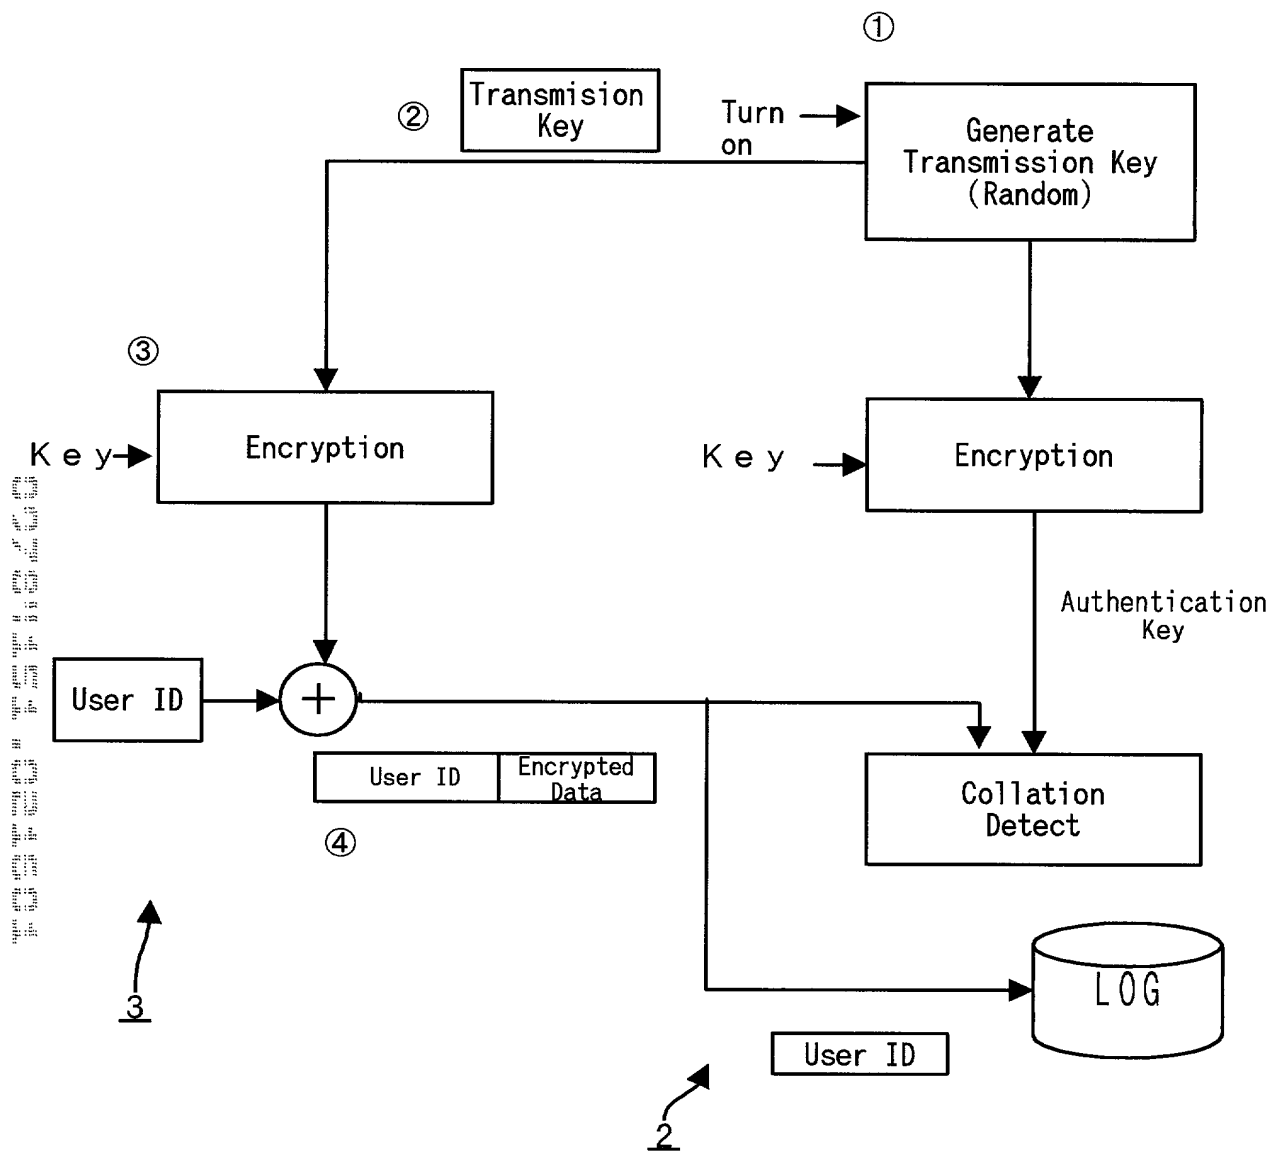 ①
Transmision
Key
②
Turn
on
Generate
Transmission Key
(Random)
③
Key
Encryption
Key
Encryption
Authentication
Key
User ID
+
User ID
Encrypted
Data
④
Collation
Detect
LOG
User ID
3
2